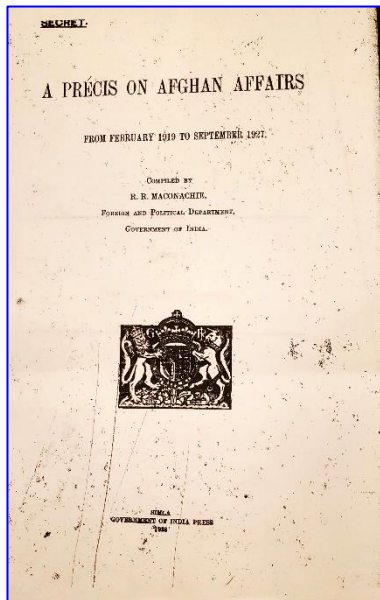 SECRET.
A PRÉCIS ON AFGHAN AFFAIRS
FROM FEBRUARY 1919 TO SEPTEMBER 1927.
COMPILED BY
R. R. MACONACHIE,
FOREIGN AND POLITICAL DEPARTMENT,
GOVERNMENT OF INDIA.
SIMLA
GOVERNMENT OF INDIA PRESS